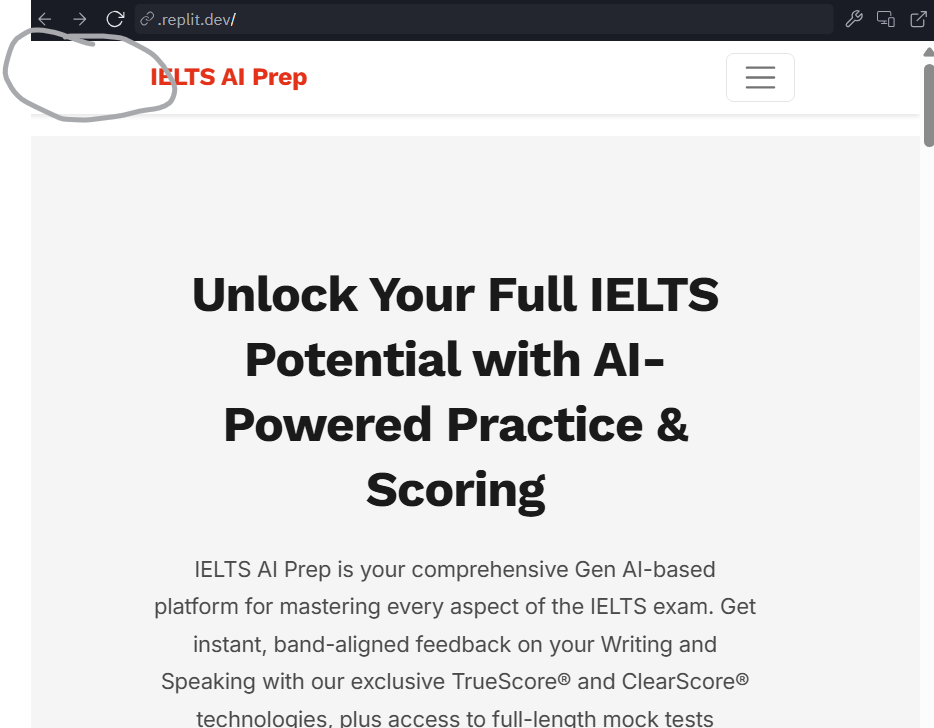 .replit.dev/
IELTS AI Prep
Unlock Your Full IELTS
Potential with AI-
Powered Practice &
Scoring
IELTS AI Prep is your comprehensive Gen AI-based
platform for mastering every aspect of the IELTS exam. Get
instant, band-aligned feedback on your Writing and
Speaking with our exclusive TrueScore® and ClearScore®
technologies, plus access to full-length mock tests